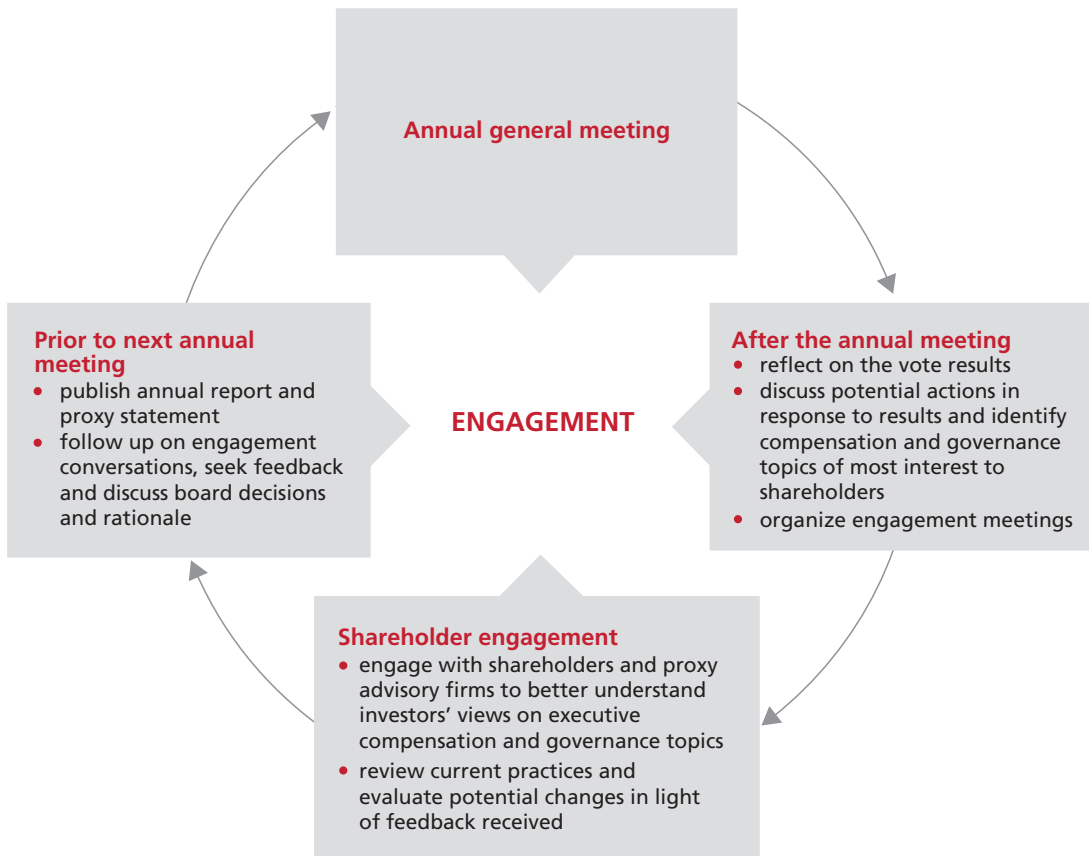 Annual general meeting
Prior to next annual
meeting
• publish annual report and
proxy statement
• follow up on engagement
conversations, seek feedback
and discuss board decisions
and rationale
ENGAGEMENT
After the annual meeting
• reflect on the vote results
• discuss potential actions in
response to results and identify
compensation and governance
topics of most interest to
shareholders
• organize engagement meetings
Shareholder engagement
• engage with shareholders and proxy
advisory firms to better understand
investors’ views on executive
compensation and governance topics
• review current practices and
evaluate potential changes in light
of feedback received